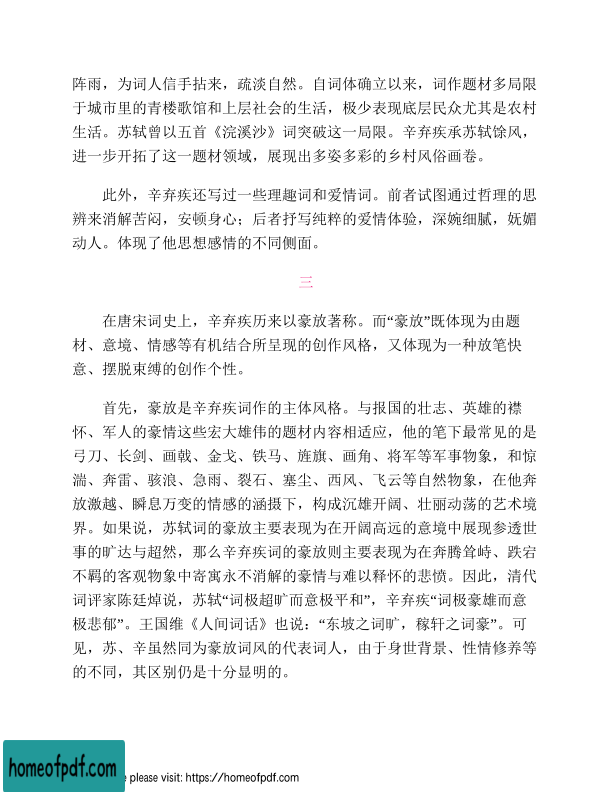 阵雨，为词人信手拈来，疏淡自然。自词体确立以来，词作题材多局限
于城市里的青楼歌馆和上层社会的生活，极少表现底层民众尤其是农村
生活。苏轼曾以五首《浣溪沙》词突破这一局限。辛弃疾承苏轼馀风，
进一步开拓了这一题材领域，展现出多姿多彩的乡村风俗画卷。
此外，辛弃疾还写过一些理趣词和爱情词。前者试图通过哲理的思
辨来消解苦闷，安顿身心；后者抒写纯粹的爱情体验，深婉细腻，妩媚
动人。体现了他思想感情的不同侧面。
三
在唐宋词史上，辛弃疾历来以豪放著称。而“豪放”既体现为由题
材、意境、情感等有机结合所呈现的创作风格，又体现为一种放笔快
意、摆脱束缚的创作个性。
首先，豪放是辛弃疾词作的主体风格。与报国的壮志、英雄的襟
怀、军人的豪情这些宏大雄伟的题材内容相适应，他的笔下最常见的是
弓刀、长剑、画戟、金戈、铁马、旌旗、画角、将军等军事物象，和惊
湍、奔雷、骇浪、急雨、裂石、塞尘、西风、飞云等自然物象，在他奔
放激越、瞬息万变的情感的涵摄下，构成沉雄开阔、壮丽动荡的艺术境
界。如果说，苏轼词的豪放主要表现为在开阔高远的意境中展现参透世
事的旷达与超然，那么辛弃疾词的豪放则主要表现为在奔腾耸峙、跌宕
不羁的客观物象中寄寓永不消解的豪情与难以释怀的悲愤。因此，清代
词评家陈廷焯说，苏轼“词极超旷而意极平和”，辛弃疾“词极豪雄而意
极悲郁”。王国维《人间词话》也说：“东坡之词旷，稼轩之词豪”。可
见，苏、辛虽然同为豪放词风的代表词人，由于身世背景、性情修养等
的不同，其区别仍是十分显明的。
homeofpdf.com
e please visit: https://homeofpdf.com